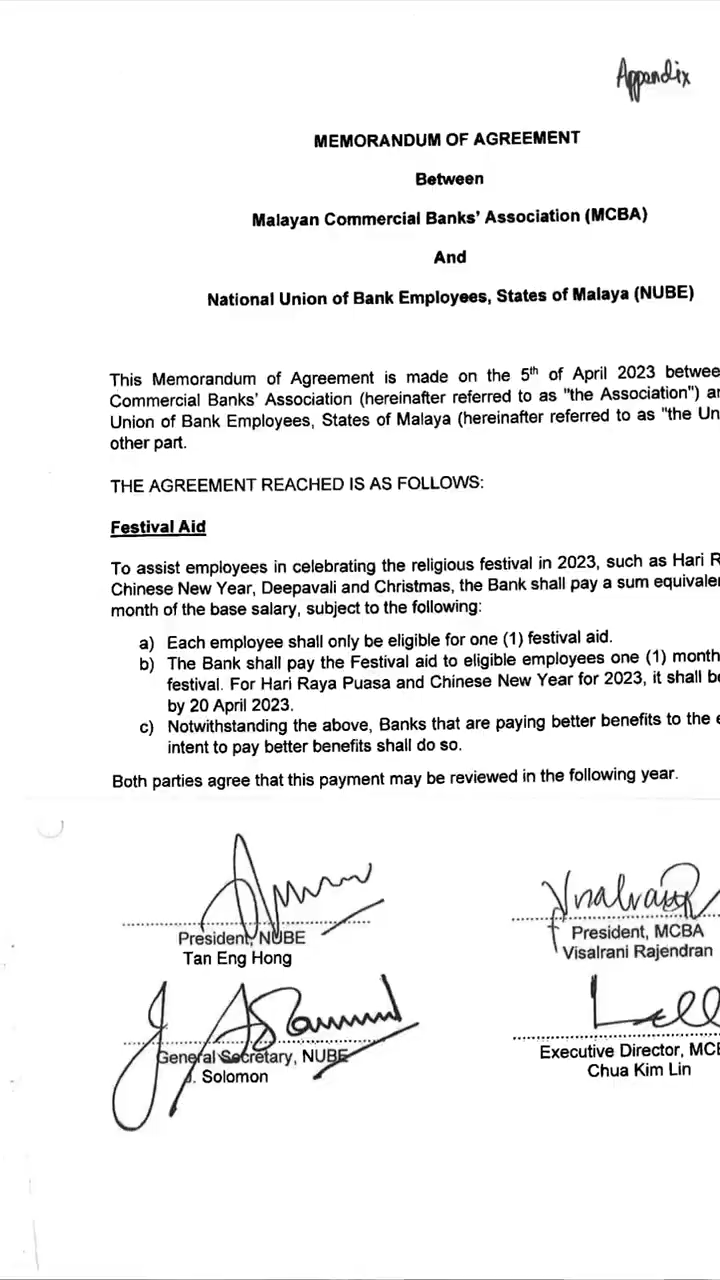 Appendix
MEMORANDUM OF AGREEMENT
Between
Malayan Commercial Banks' Association (MCBA)
And
National Union of Bank Employees, States of Malaya (NUBE)
This Memorandum of Agreement is made on the 5th of April 2023 betwee
Commercial Banks' Association (hereinafter referred to as "the Association") a
Union of Bank Employees, States of Malaya (hereinafter referred to as "the Un
other part.
THE AGREEMENT REACHED IS AS FOLLOWS:
Festival Aid
To assist employees in celebrating the religious festival in 2023, such as Hari R
Chinese New Year, Deepavali and Christmas, the Bank shall pay a sum equivale
month of the base salary, subject to the following:
a) Each employee shall only be eligible for one (1) festival aid.
b) The Bank shall pay the Festival aid to eligible employees one (1) month
festival. For Hari Raya Puasa and Chinese New Year for 2023, it shall b
by 20 April 2023.
c) Notwithstanding the above, Banks that are paying better benefits to the e
intent to pay better benefits shall do so.
Both parties agree that this payment may be reviewed in the following year.
President, NUBE
Tan Eng Hong
President, MCBA
Visalrani Rajendran
General Secretary, NUBE
J. Solomon
Executive Director, MCB
Chua Kim Lin